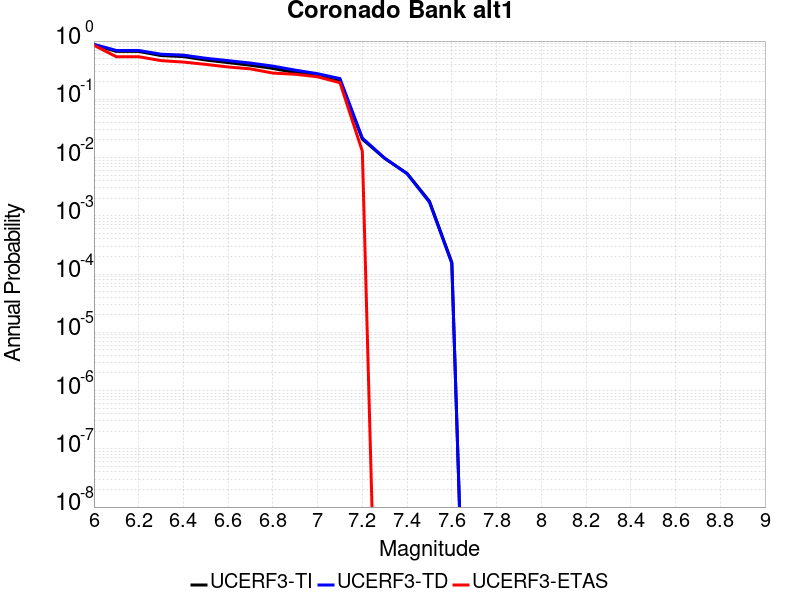 Coronado Bank alt1
10^0
10^-1
10^-2
10^-3
10^-4
10^-5
10^-6
10^-7
10^-8
Annual Probability
6 6.2 6.4 6.6 6.8 7 7.2 7.4 7.6 7.8 8 8.2 8.4 8.6 8.8 9
Magnitude
UCERF3-TI UCERF3-TD UCERF3-ETAS